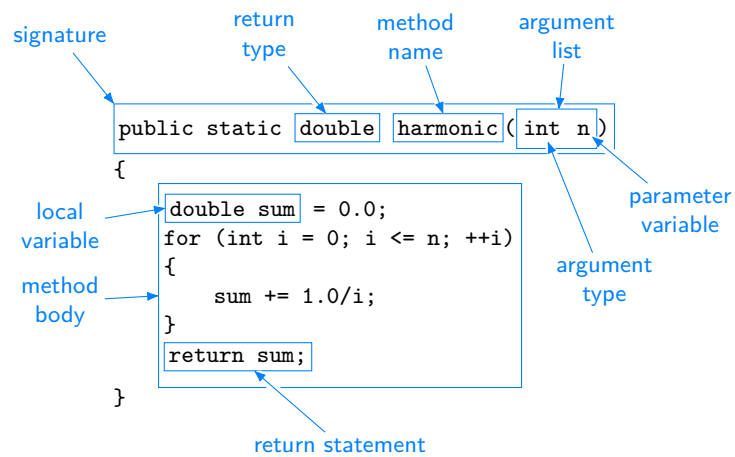 signature
return
type
method
name
argument
list
public static double harmonic(int n)
{
double sum = 0.0;
for (int i = 0; i <= n; ++i)
{
sum += 1.0/i;
}
return sum;
}
local
variable
method
body
parameter
variable
argument
type
return statement